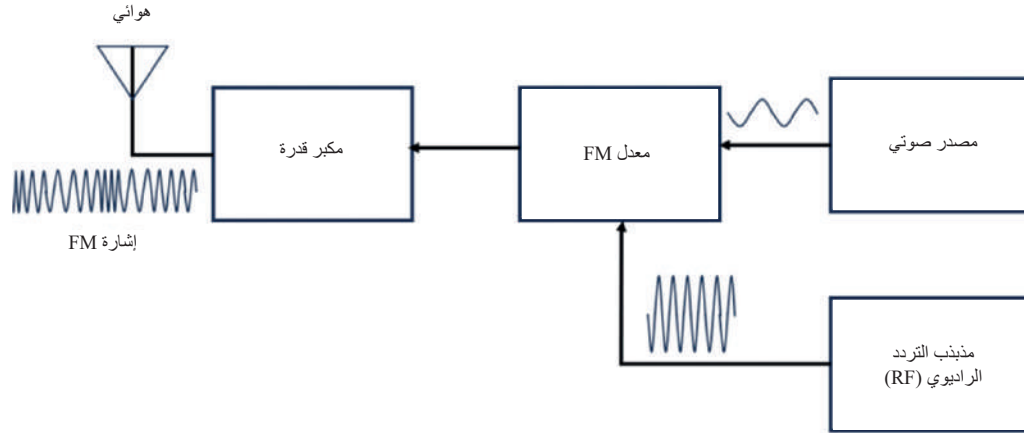 هوائي
مصدر صوتي
معدل FM
مكبر قدرة
إشارة FM
مذبذب التردد
الراديوي (RF)